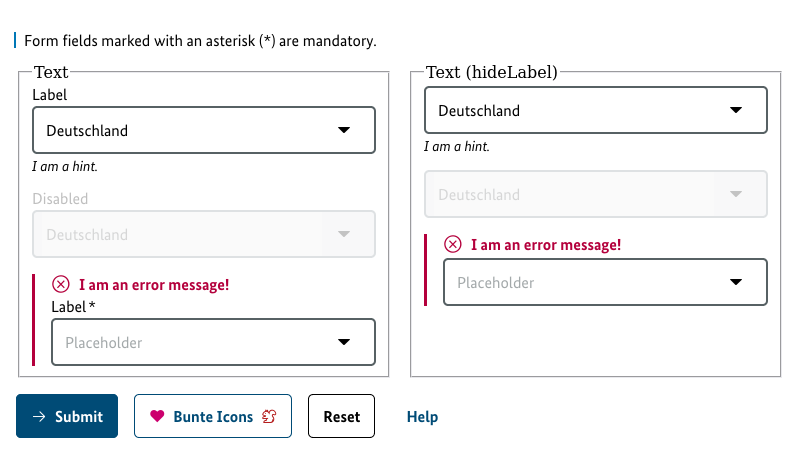 Form fields marked with an asterisk (*) are mandatory.
Text
Label
Deutschland
I am a hint.
Disabled
Deutschland
I am an error message!
Label *
Placeholder
Text (hideLabel)
Deutschland
I am a hint.
Deutschland
I am an error message!
Placeholder
Submit
Bunte Icons
Reset
Help